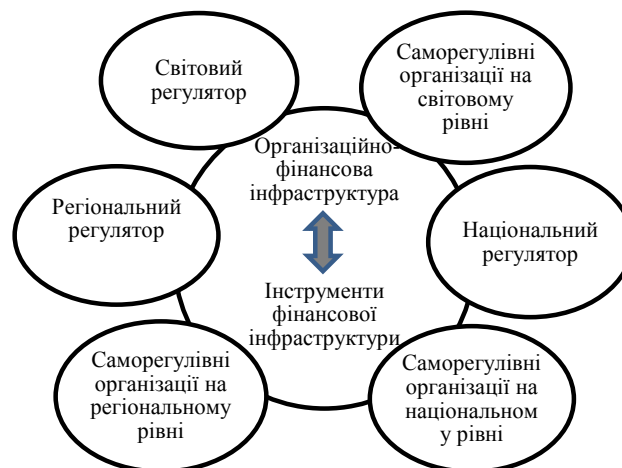 Світовий
регулятор
Саморегулівні
організації на
світовому
рівні
Організаційно-
фінансова
інфраструктура
Регіональний
регулятор
Національний
регулятор
Інструменти
фінансової
інфраструктури
Саморегулівні
організації на
регіональному
рівні
Саморегулівні
організації на
національном
у рівні